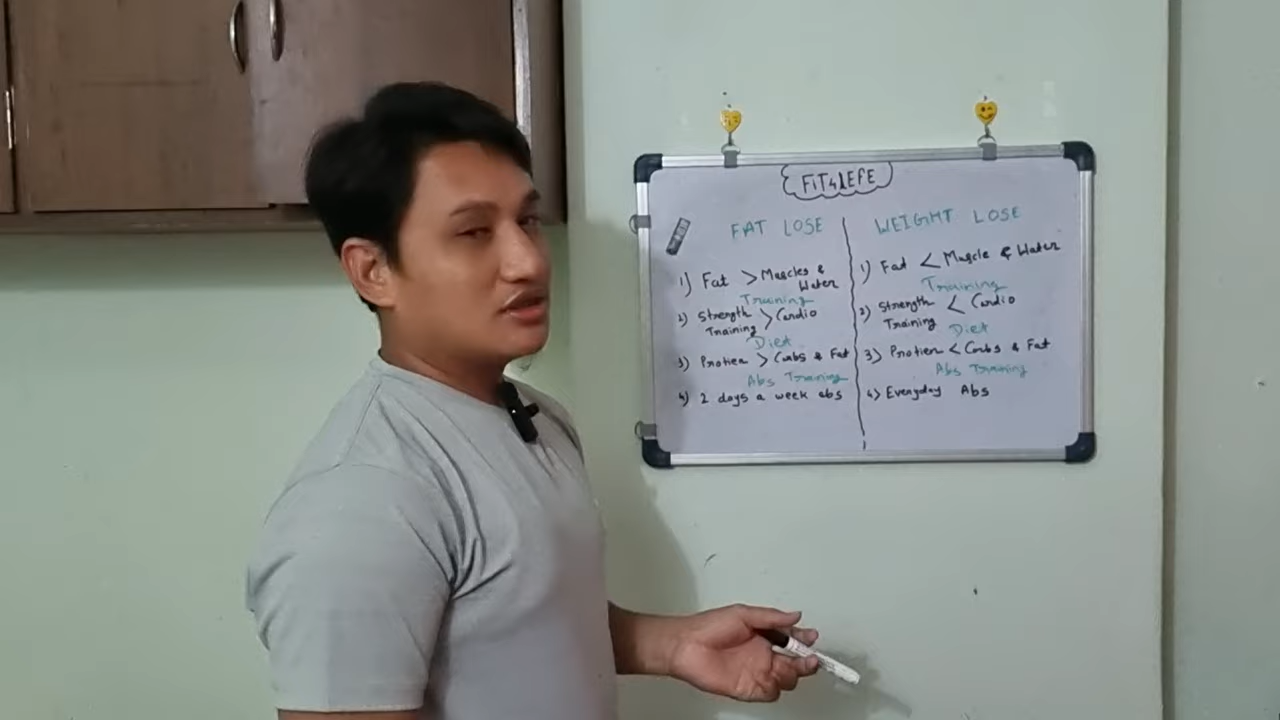 FIT4LEFE
FAT LOSE
1) Fat > Muscles &
Water
Treening
2) Strength > Cardio
Training
Diet
3) Protien > Carbs & Fat
Abs Training
4) 2 days a week abs
WEIGHT LOSE
1) Fat < Muscle & Water
Training
2) Strength < Cardio
Training
Diet
3) Protien < Carbs & Fat
Abs Training
4) Everyday Abs